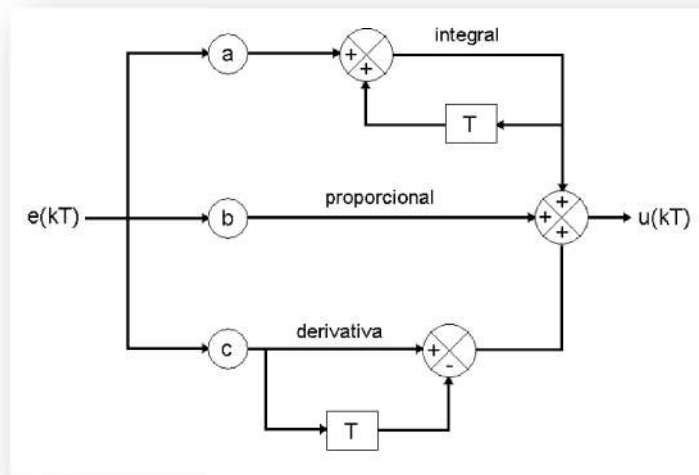 integral
a
+
+
T
proporcional
e(kT)
b
+
+
+
u(kT)
derivativa
c
+
-
T